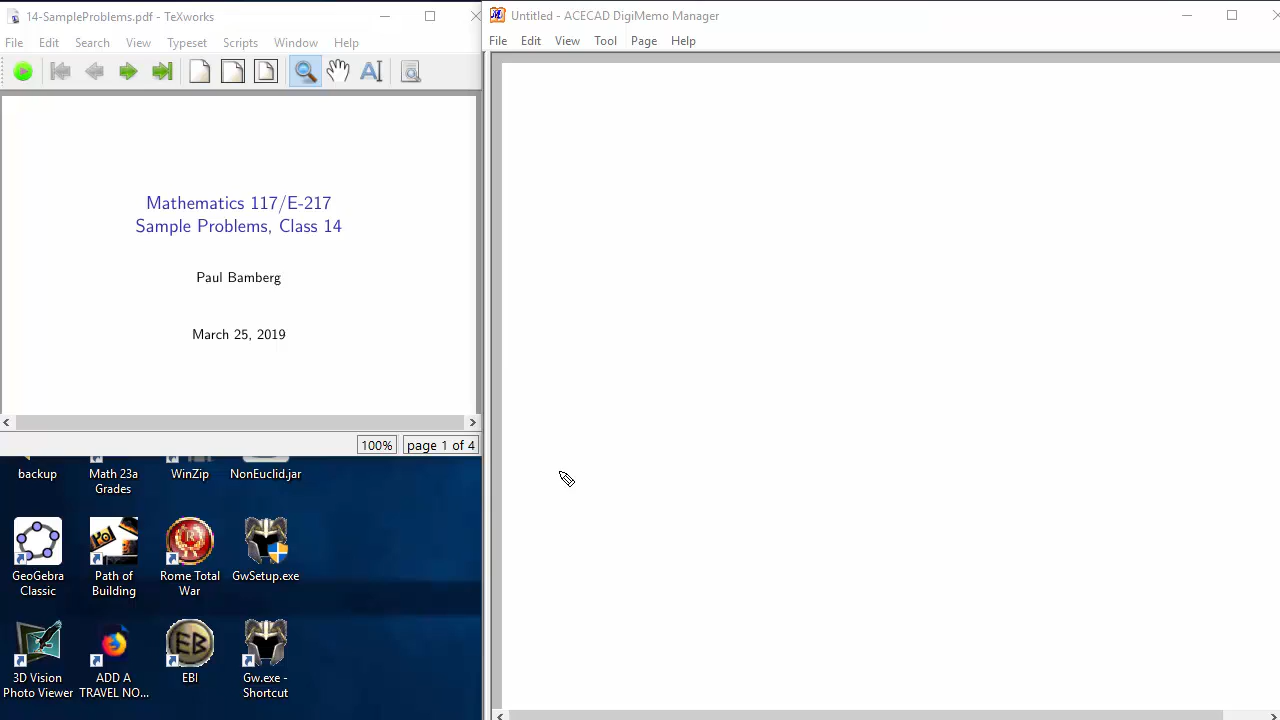 14-SampleProblems.pdf - TeXworks
File Edit Search View Typeset Scripts Window Help
Mathematics 117/E-217
Sample Problems, Class 14
Paul Bamberg
March 25, 2019
100% page 1 of 4
Untitled - ACECAD DigiMemo Manager
File Edit View Tool Page Help
backup
Math 23a
Grades
WinZip
NonEuclid.jar
GeoGebra
Classic
Path of
Building
Rome Total
War
GwSetup.exe
3D Vision
Photo Viewer
ADD A
TRAVEL NO...
EB
EBI
Gw.exe -
Shortcut